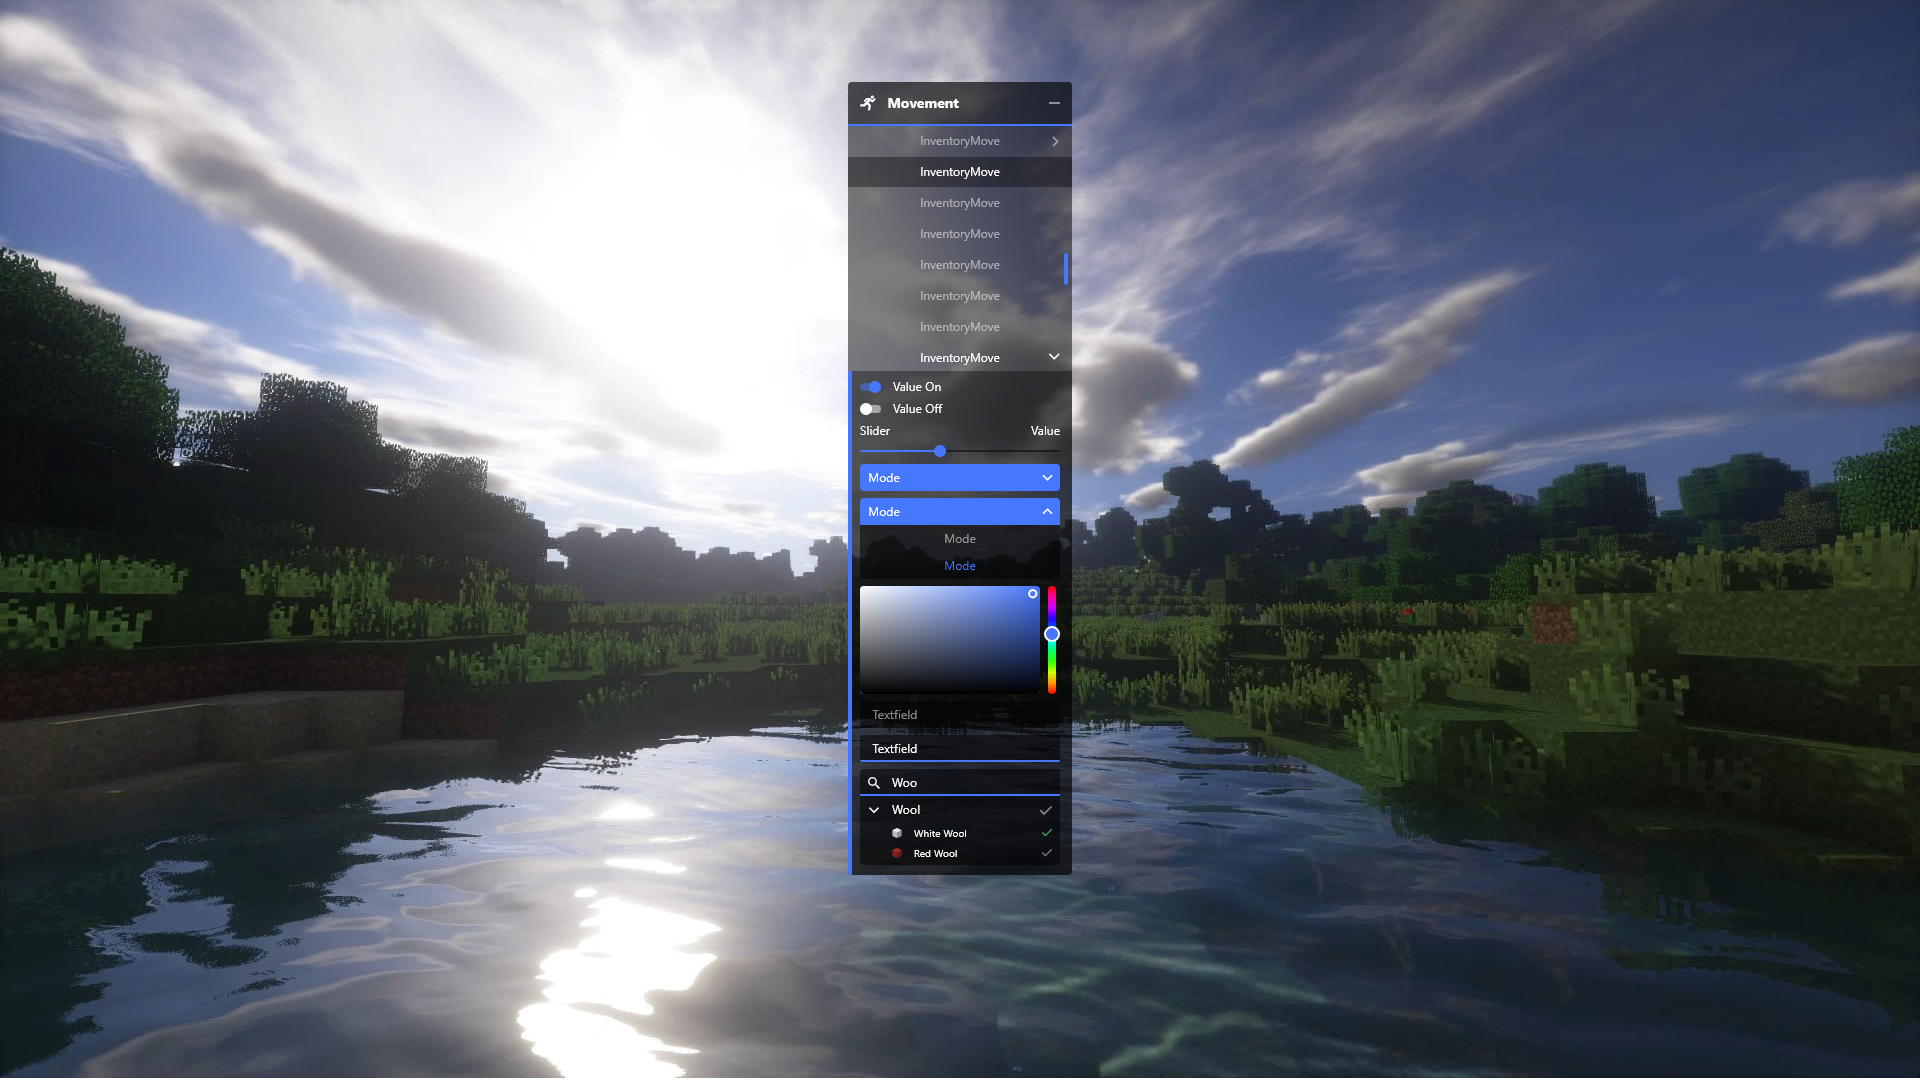 Movement
InventoryMove
InventoryMove
InventoryMove
InventoryMove
InventoryMove
InventoryMove
InventoryMove
InventoryMove
Value On
Value Off
Slider Value
Mode
Mode
Mode
Mode
Textfield
Textfield
Woo
Wool
White Wool
Red Wool